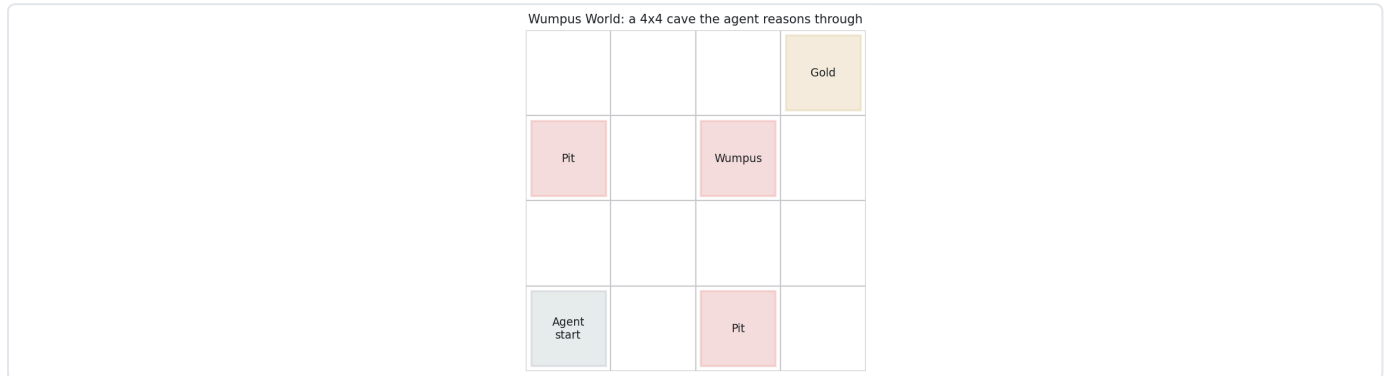 Wumpus World: a 4x4 cave the agent reasons through
Gold
Pit
Wumpus
Agent
start
Pit